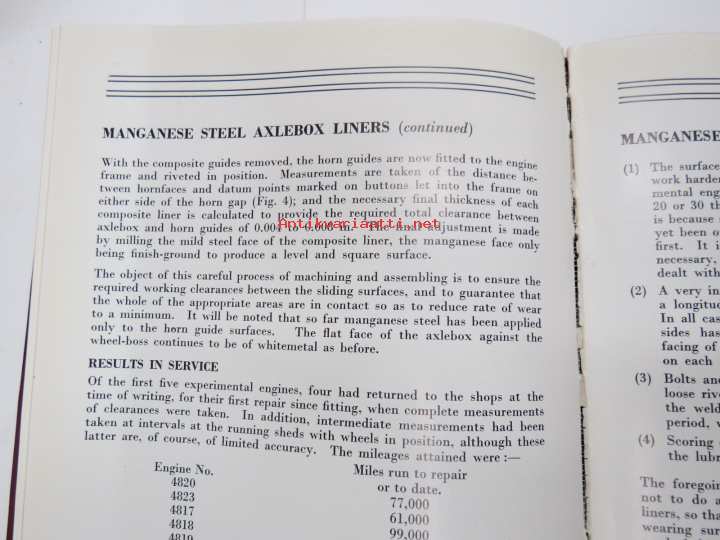 MANGANESE STEEL AXLEBOX LINERS (continued)
With the composite guides removed, the horn guides are now fitted to the engine
frame and riveted in position. Measurements are taken of the distance be-
tween hornfaces and datum points marked on buttons let into the frame on
either side of the horn gap (Fig. 4); and the necessary final thickness of each
composite liner is calculated to provide the required total clearance between
axlebox and horn guides of 0.004 to 0.008 in. The final adjustment is made
by milling the mild steel face of the composite liner, the manganese face only
being finish-ground to produce a level and square surface.
The object of this careful process of machining and assembling is to ensure the
required working clearances between the sliding surfaces, and to guarantee that
the whole of the appropriate areas are in contact so as to reduce rate of wear
to a minimum. It will be noted that so far manganese steel has been applied
only to the horn guide surfaces. The flat face of the axlebox against the
wheel-boss continues to be of whitemetal as before.
RESULTS IN SERVICE
Of the first five experimental engines, four had returned to the shops at the
time of writing, for their first repair since fitting, when complete measurements
of clearances were taken. In addition, intermediate measurements had been
taken at intervals at the running sheds with wheels in position, although these
latter are, of course, of limited accuracy. The mileages attained were :—
Engine No. Miles run to repair
or to date.
4820 77,000
4823 61,000
4817 99,000
4818
4819
Antikvariaatti.net
MANGANESE
(1) The surface
work harden
mental eng
20 or 30 th
is because
yet been o
first. It i
necessary,
dealt with
(2) A very in
a longitud
In all cas
sides has
facing of
on each
(3) Bolts and
loose rive
the weld
period, w
(4) Scoring
the lubr
The foregoin
not to do a
liners, so tha
wearing sur